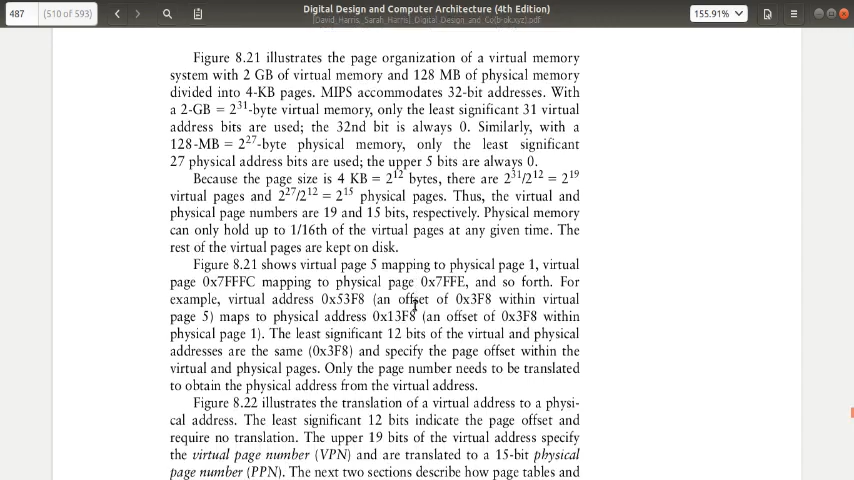 487
(510 of 593)
Digital Design and Computer Architecture (4th Edition)
155.91%
Figure 8.21 illustrates the page organization of a virtual memory
system with 2 GB of virtual memory and 128 MB of physical memory
divided into 4-KB pages. MIPS accommodates 32-bit addresses. With
a 2-GB = 2³¹-byte virtual memory, only the least significant 31 virtual
address bits are used; the 32nd bit is always 0. Similarly, with a
128-MB = 2²⁷-byte physical memory, only the least significant
27 physical address bits are used; the upper 5 bits are always 0.
Because the page size is 4 KB = 2¹² bytes, there are 2³¹/2¹² = 2¹⁹
virtual pages and 2²⁷/2¹² = 2¹⁵ physical pages. Thus, the virtual and
physical page numbers are 19 and 15 bits, respectively. Physical memory
can only hold up to 1/16th of the virtual pages at any given time. The
rest of the virtual pages are kept on disk.
Figure 8.21 shows virtual page 5 mapping to physical page 1, virtual
page 0x7FFFC mapping to physical page 0x7FFE, and so forth. For
example, virtual address 0x53F8 (an offset of 0x3F8 within virtual
page 5) maps to physical address 0x13F8 (an offset of 0x3F8 within
physical page 1). The least significant 12 bits of the virtual and physical
addresses are the same (0x3F8) and specify the page offset within the
virtual and physical pages. Only the page number needs to be translated
to obtain the physical address from the virtual address.
Figure 8.22 illustrates the translation of a virtual address to a physi-
cal address. The least significant 12 bits indicate the page offset and
require no translation. The upper 19 bits of the virtual address specify
the virtual page number (VPN) and are translated to a 15-bit physical
page number (PPN). The next two sections describe how page tables and